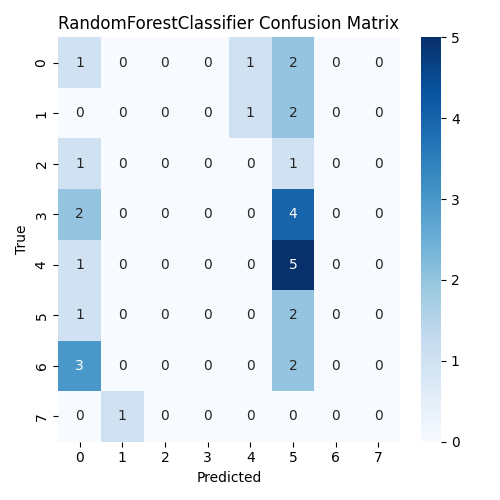 RandomForestClassifier Confusion Matrix
0 1 0 0 0 1 2 0 0
1 0 0 0 0 1 2 0 0
2 1 0 0 0 0 1 0 0
3 2 0 0 0 0 4 0 0
4 1 0 0 0 0 5 0 0
5 1 0 0 0 0 2 0 0
6 3 0 0 0 0 2 0 0
7 0 1 0 0 0 0 0 0
0 1 2 3 4 5 6 7
Predicted
True
5
4
3
2
1
0